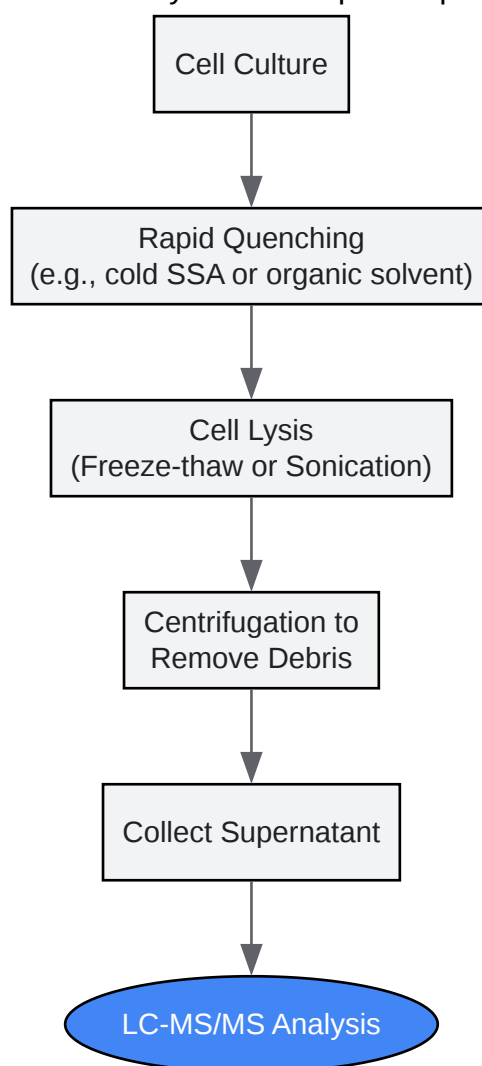 Cell Culture
Rapid Quenching
(e.g., cold SSA or organic solvent)
Cell Lysis
(Freeze-thaw or Sonication)
Centrifugation to
Remove Debris
Collect Supernatant
LC-MS/MS Analysis